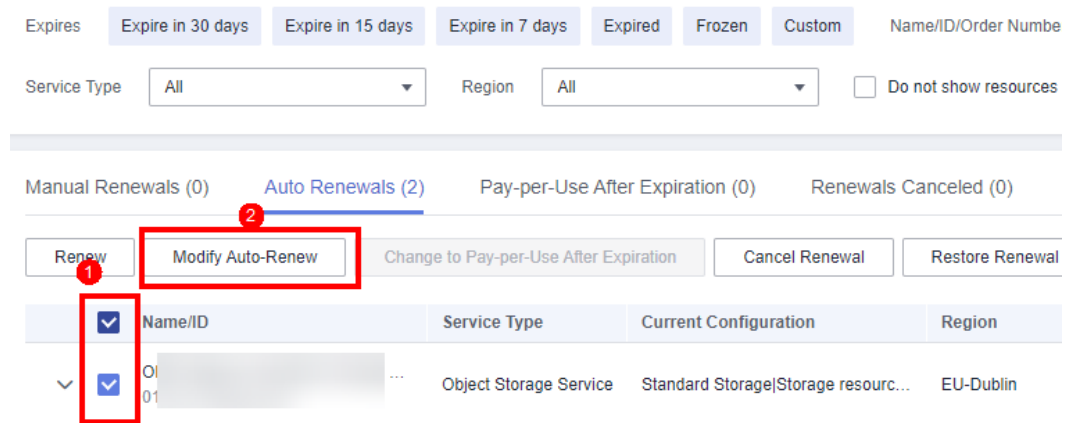 Expires Expire in 30 days Expire in 15 days Expire in 7 days Expired Frozen Custom Name/ID/Order Numbe
Service Type All Region All Do not show resources
Manual Renewals (0) Auto Renewals (2) Pay-per-Use After Expiration (0) Renewals Canceled (0)
2
Renew Modify Auto-Renew Change to Pay-per-Use After Expiration Cancel Renewal Restore Renewal
1
Name/ID Service Type Current Configuration Region
... Object Storage Service Standard Storage|Storage resourc... EU-Dublin
01